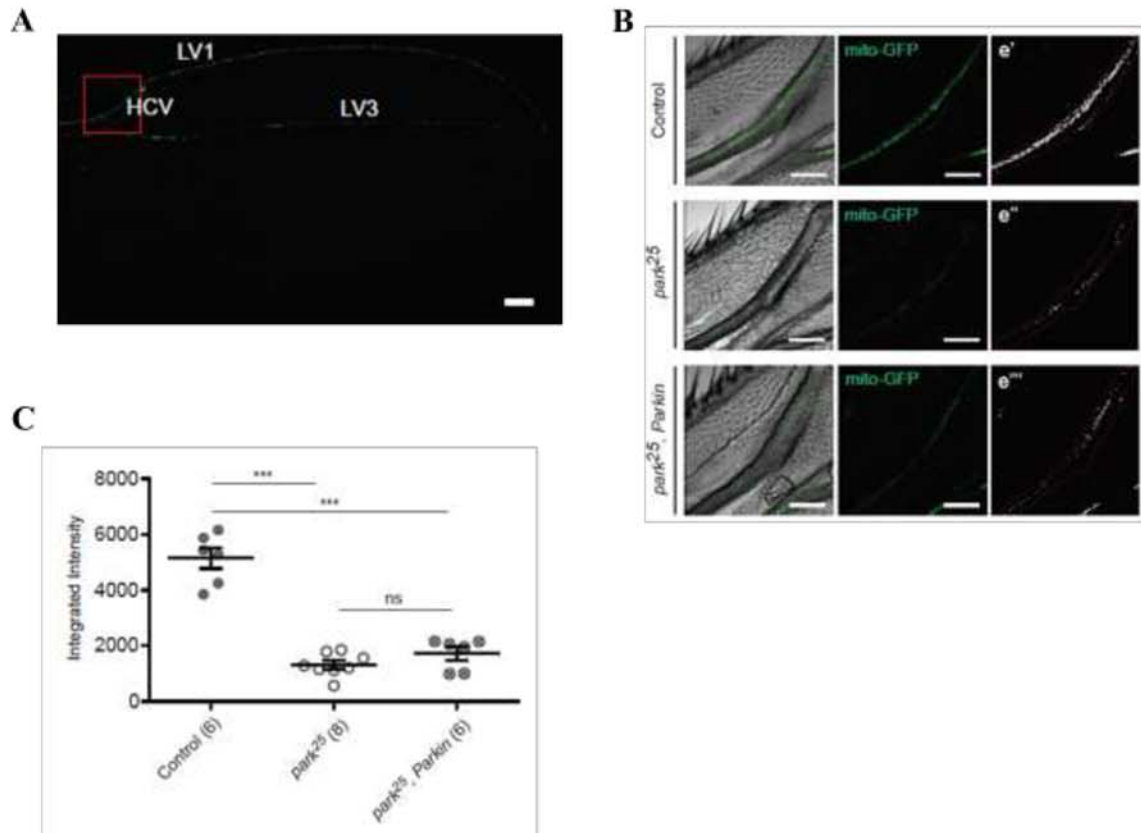 A
LV1
HCV
LV3
B
Control
mito-GFP
e'
park²⁵
mito-GFP
e''
park²⁵, Parkin
mito-GFP
e'''
C
Integrated Intensity
8000
6000
4000
2000
0
***
***
ns
Control (6)
park²⁵ (8)
park²⁵, Parkin (6)